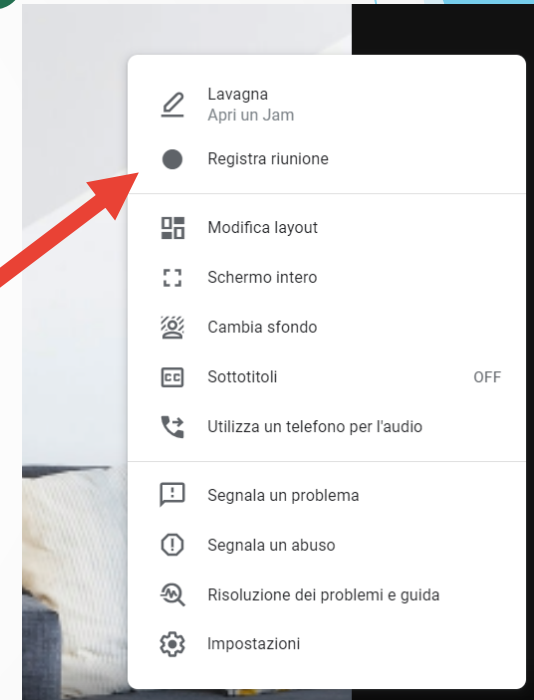 Lavagna
Apri un Jam
Registra riunione
Modifica layout
Schermo intero
Cambia sfondo
Sottotitoli OFF
Utilizza un telefono per l'audio
Segnala un problema
Segnala un abuso
Risoluzione dei problemi e guida
Impostazioni